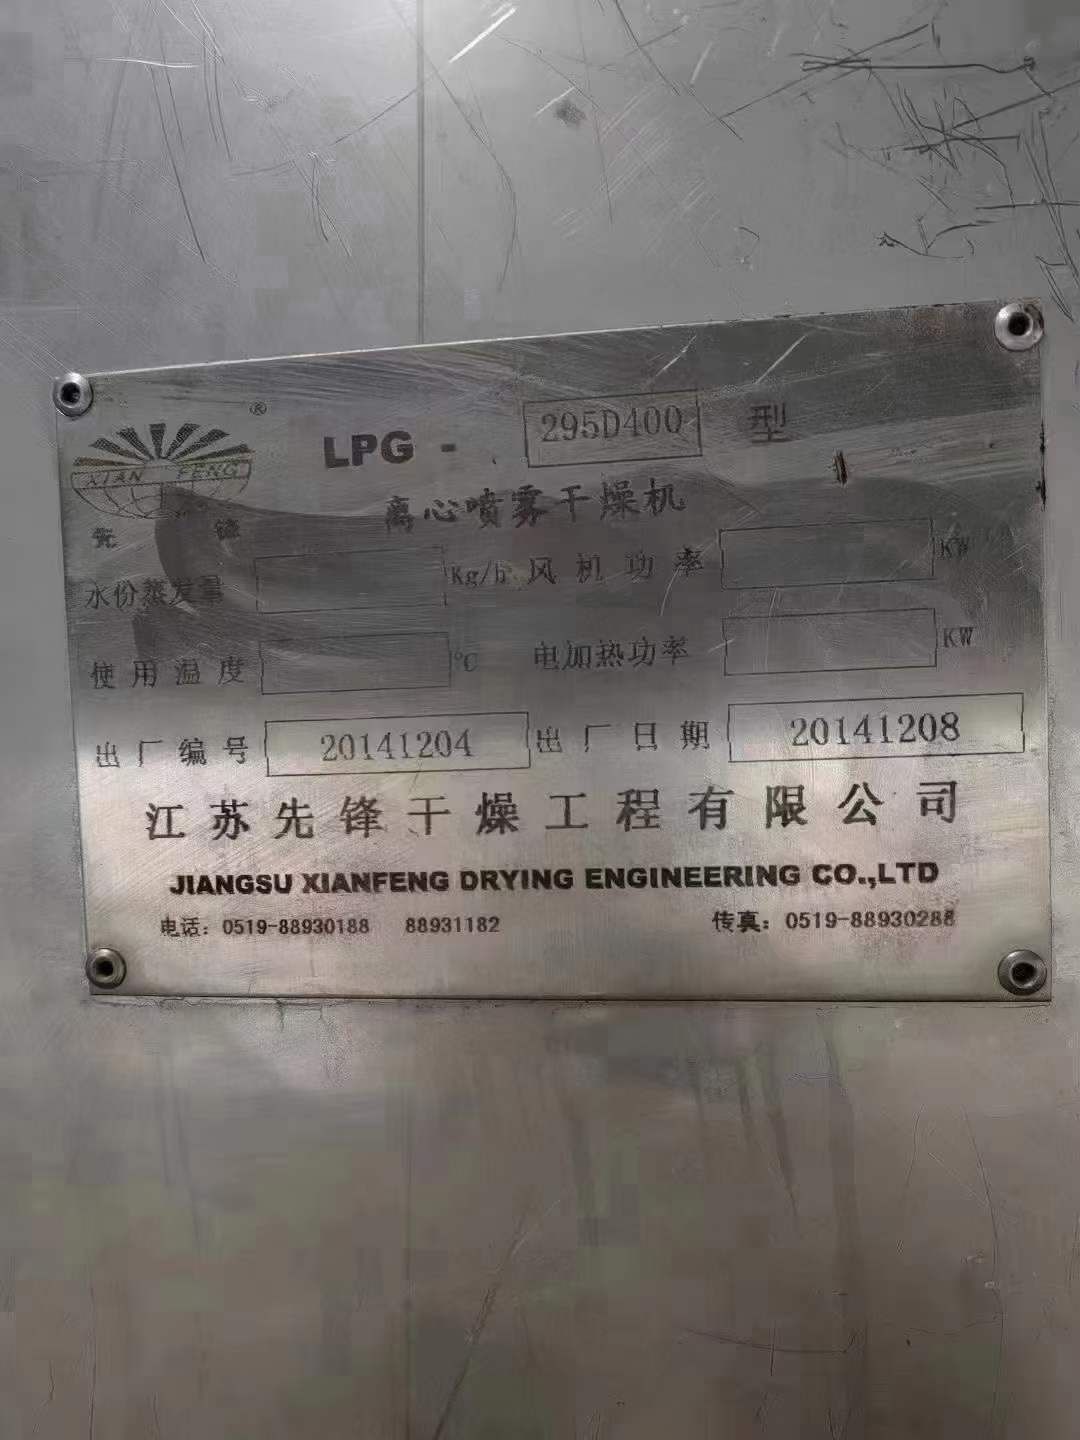 ®
XIAN FENG
先锋
LPG - 295D400 型
离心喷雾干燥机
水份蒸发量 Kg/h 风机功率 KW
使用温度 ℃ 电加热功率 KW
出厂编号 20141204 出厂日期 20141208
江苏先锋干燥工程有限公司
JIANGSU XIANFENG DRYING ENGINEERING CO.,LTD
电话：0519-88930188 88931182 传真：0519-88930288